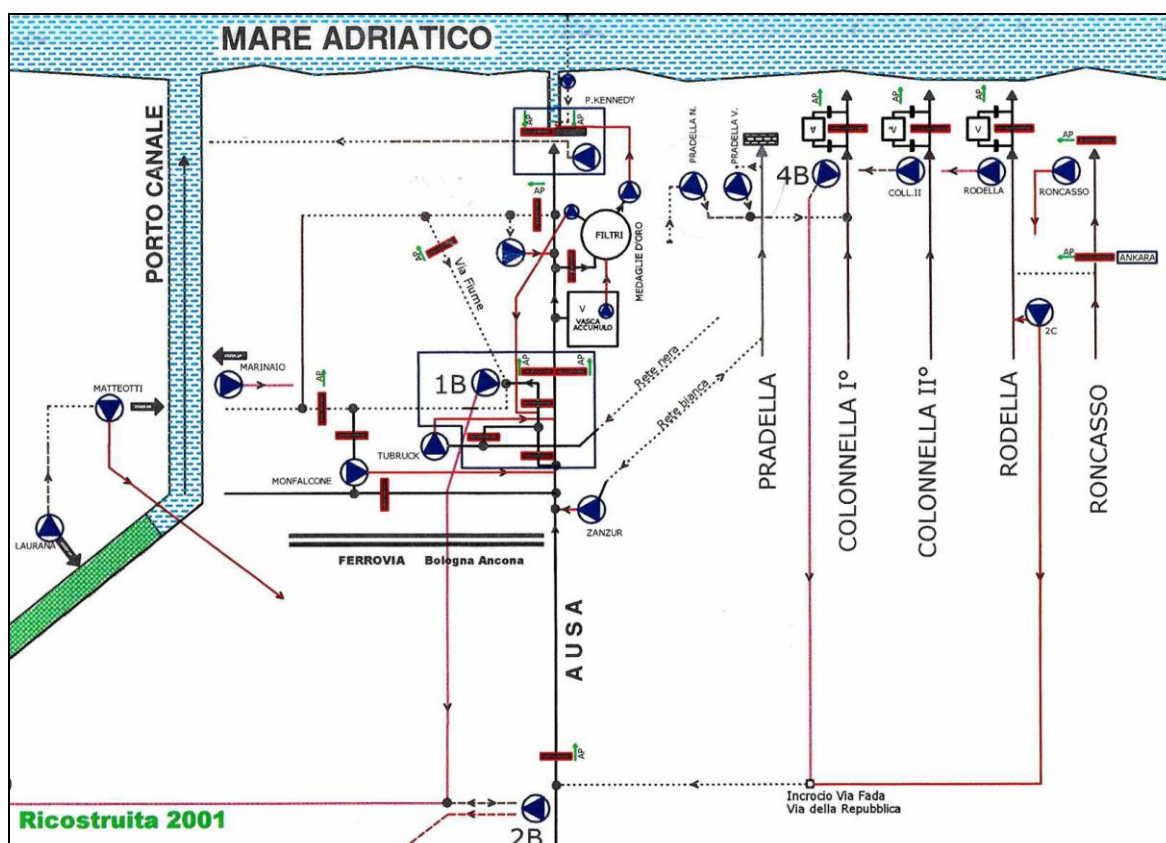 MARE ADRIATICO
PORTO CANALE
P.KENNEDY
AP
AP
PRADELLA N.
PRADELLA V.
4B
AP
AP
AP
V
COLL.II
RODELLA
RONCASSO
AP
AP
ANKARA
AP
FILTRI
MEDAGLIE D'ORO
V
VASCA
ACCUMULO
AP
Via Fiume
2C
MARINAIO
MATTEOTTI
AP
1B
AP
AP
Rete nera
Rete bianca
TUBRUCK
MONFALCONE
ZANZUR
LAURANA
FERROVIA Bologna Ancona
AUSA
PRADELLA
COLONNELLA I°
COLONNELLA II°
RODELLA
RONCASSO
AP
Incrocio Via Fada
Via della Repubblica
Ricostruita 2001
2B